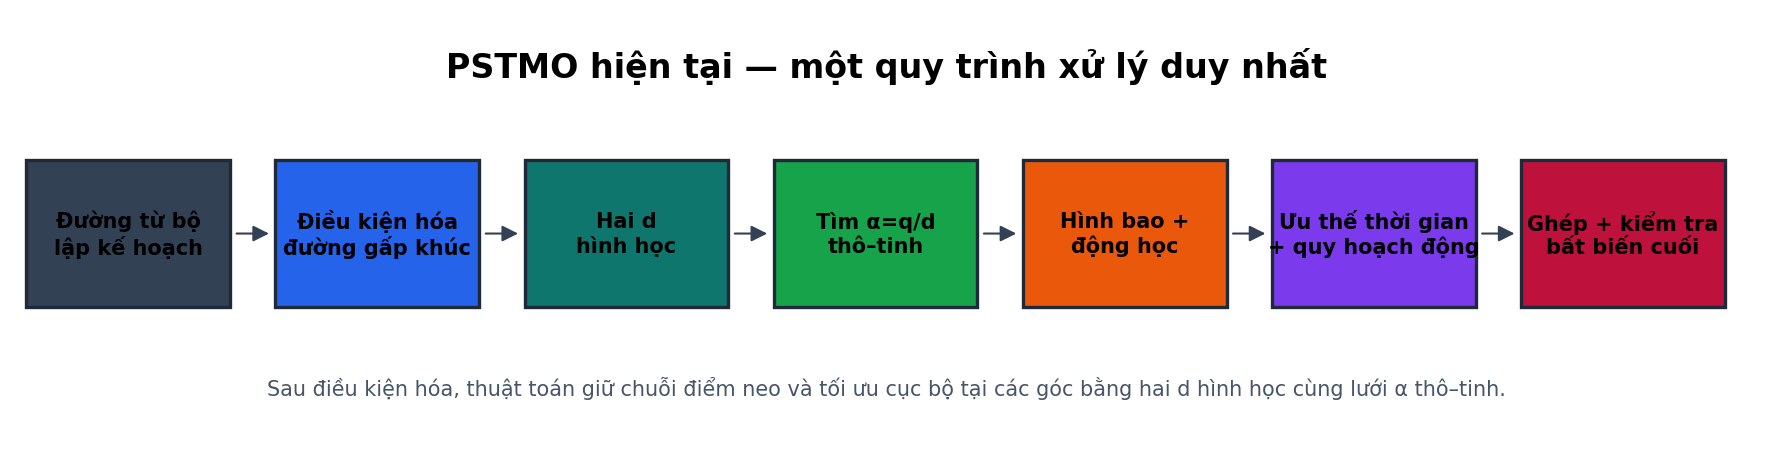 PSTMO hiện tại — một quy trình xử lý duy nhất
Đường từ bộ
lập kế hoạch
Điều kiện hóa
đường gấp khúc
Hai d
hình học
Tìm α=q/d
thô–tinh
Hình bao +
động học
Ưu thế thời gian
+ quy hoạch động
Ghép + kiểm tra
bất biến cuối
Sau điều kiện hóa, thuật toán giữ chuỗi điểm neo và tối ưu cục bộ tại các góc bằng hai d hình học cùng lưới α thô–tinh.